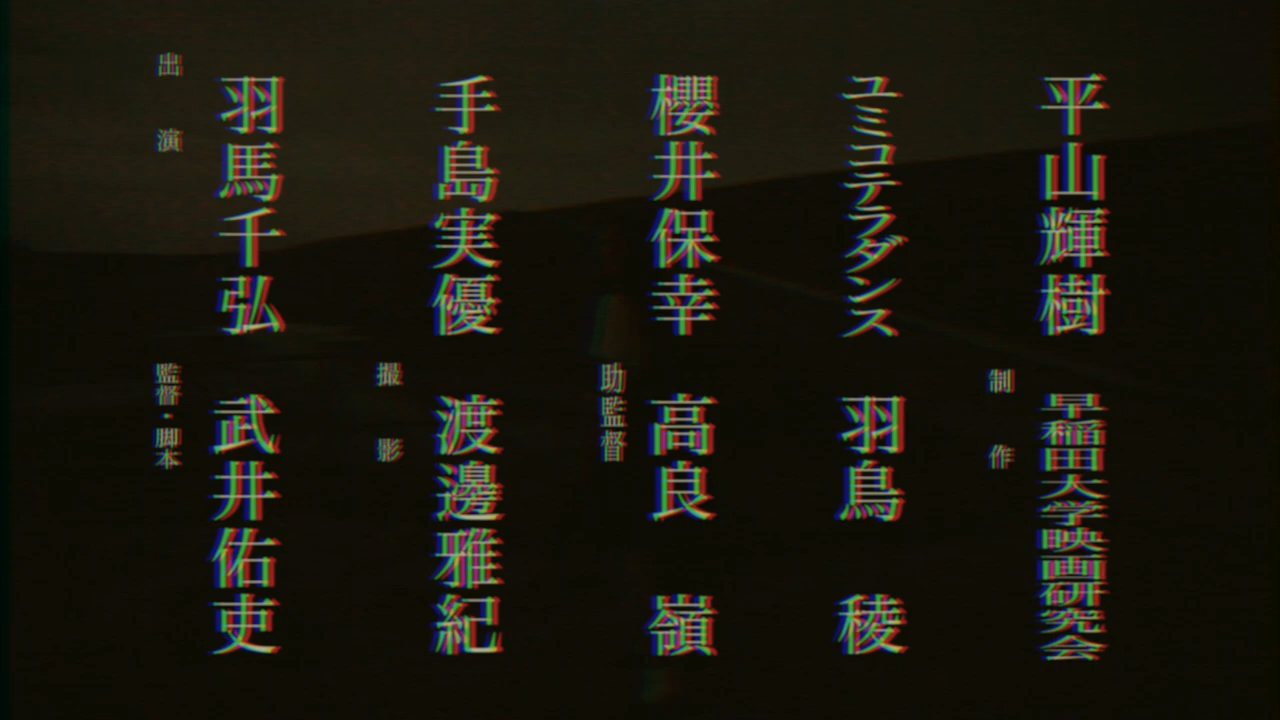 出演
羽馬千弘
手島実優
櫻井保幸
ユミコテラダンス
平山輝樹
監督・脚本
武井佑吏
撮影
渡邊雅紀
助監督
高良 嶺
羽鳥 稜
制作
早稲田大学映画研究会